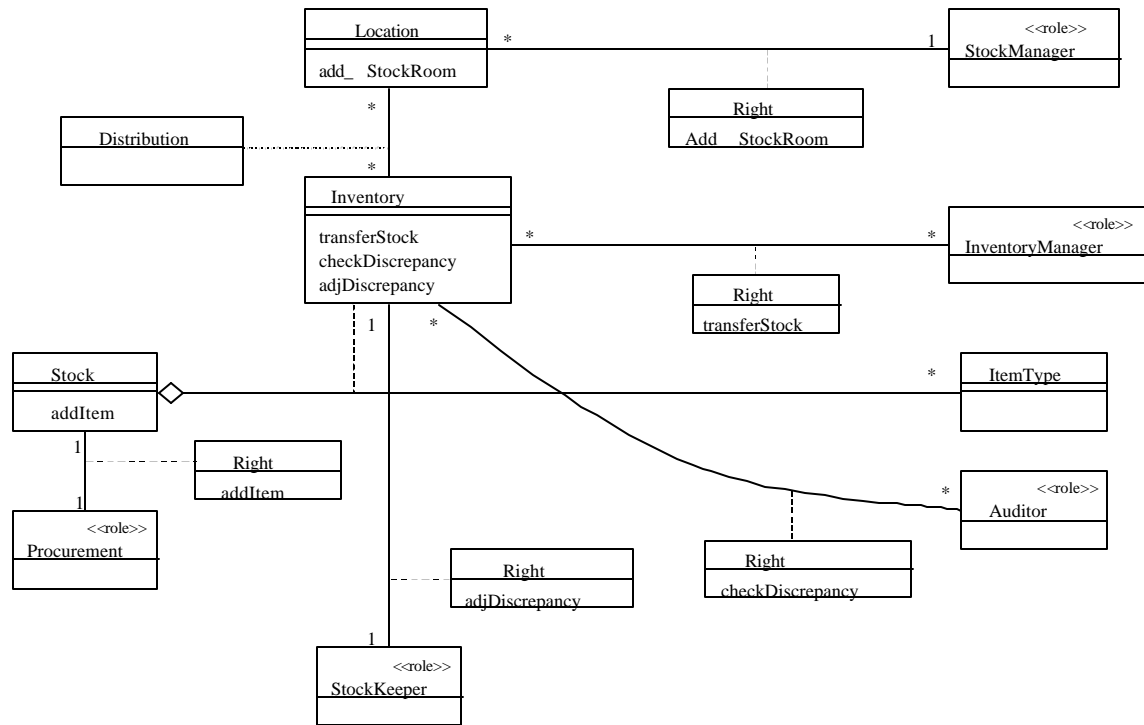 Location
add_ StockRoom
*
1
<<role>>
StockManager
Right
Add_ StockRoom
*
Distribution
*
Inventory
transferStock
checkDiscrepancy
adjDiscrepancy
*
*
<<role>>
InventoryManager
Right
transferStock
1
*
Stock
addItem
*
ItemType
1
Right
addItem
1
<<role>>
Procurement
*
<<role>>
Auditor
Right
checkDiscrepancy
Right
adjDiscrepancy
1
<<role>>
StockKeeper